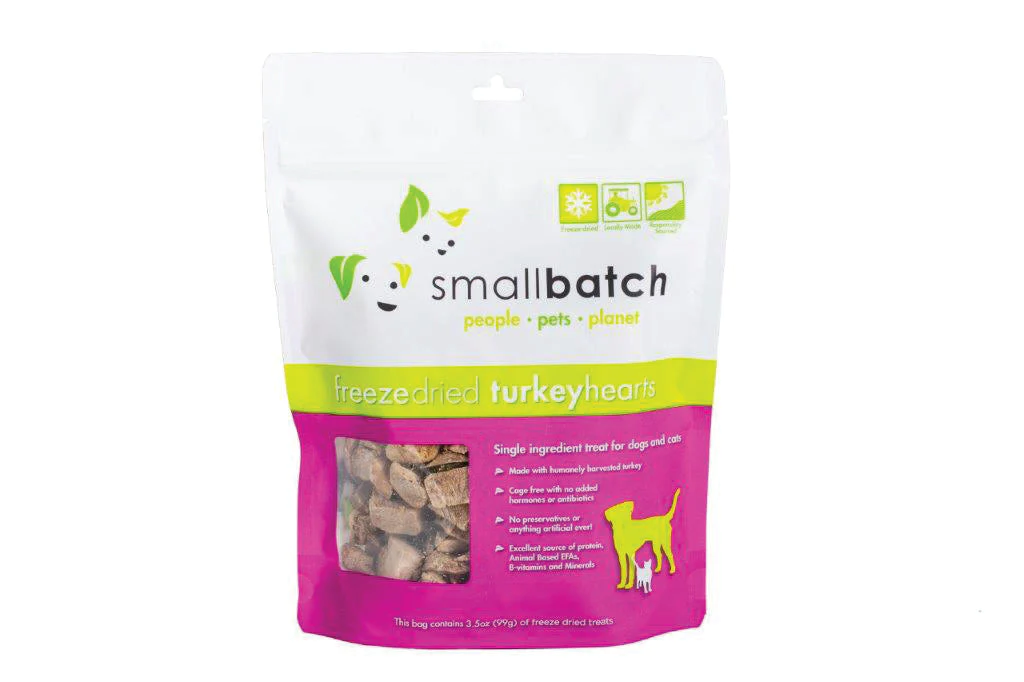 Freeze-dried Locally Made Responsibly
Sourced
smallbatch
people · pets · planet
freezedried turkeyhearts
Single ingredient treat for dogs and cats
Made with humanely harvested turkey
Cage free with no added
hormones or antibiotics
No preservatives or
anything artificial ever!
Excellent source of protein,
Animal Based EFAs,
B-vitamins and Minerals
This bag contains 3.5oz (99g) of freeze dried treats